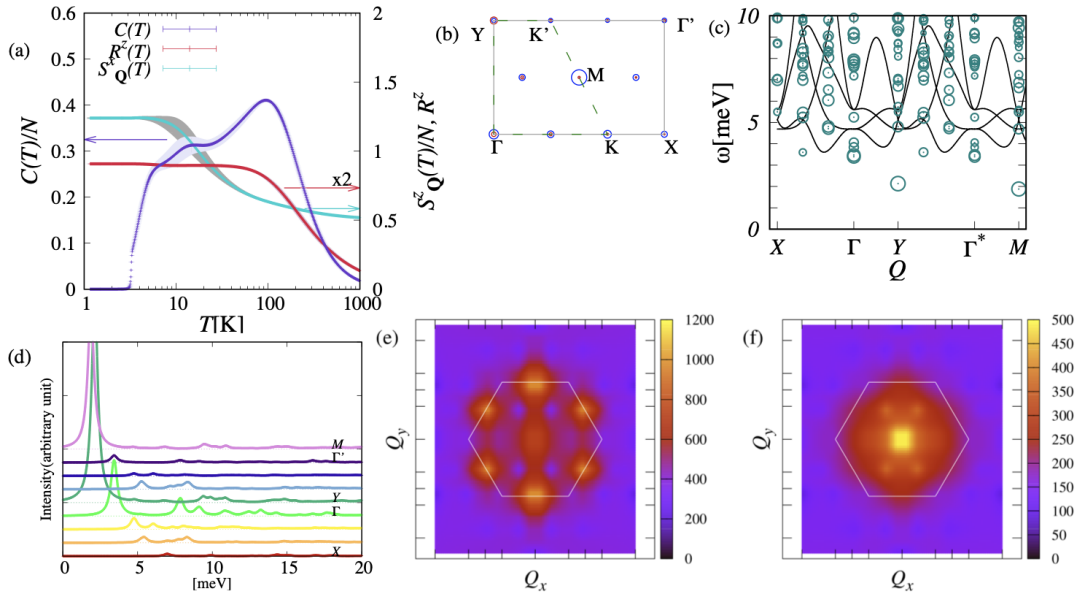 (a)
C(T)
R^z(T)
S^x_Q(T)
x2
C(T)/N
0 0.1 0.2 0.3 0.4 0.5 0.6
0 0.5 1 1.5 2
S^z_Q(T)/N, R^z
1 10 100 1000
T[K]
(b)
Y K' Γ'
M
Γ K X
(c)
ω[meV]
10
5
0
X Γ Y Γ* M
Q
(d)
Intensity(arbitrary unit)
M
Γ'
Y
Γ
X
0 5 10 15 20
[meV]
(e)
Q_y
Q_x
1200
1000
800
600
400
200
0
(f)
Q_y
Q_x
500
450
400
350
300
250
200
150
100
50
0